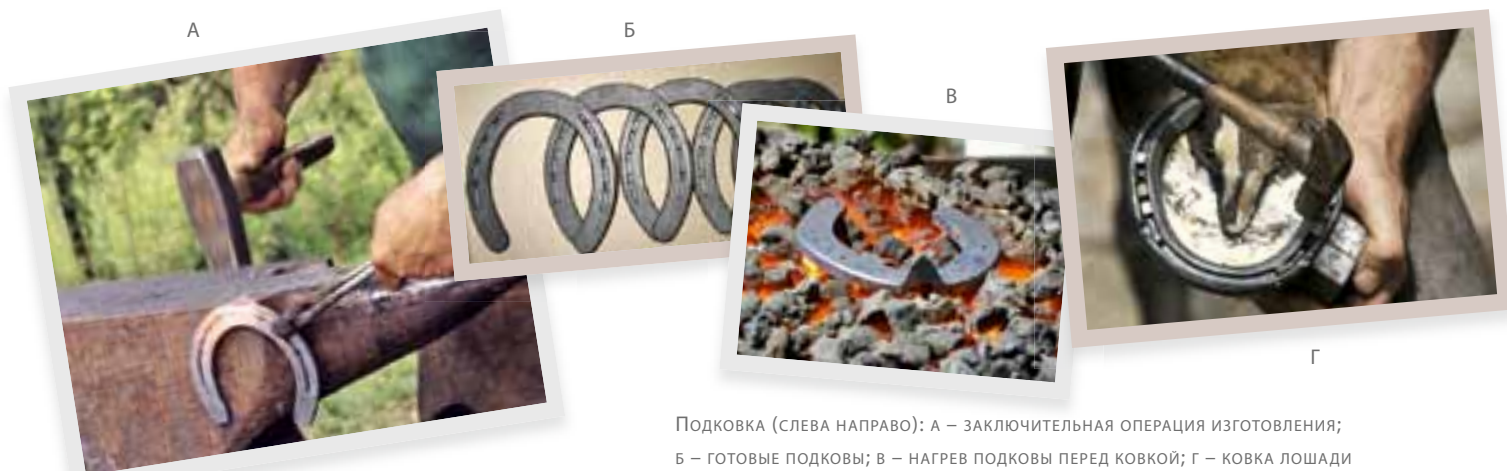 А
Б
В
Г
Подковка (слева направо): а – заключительная операция изготовления;
б – готовые подковы; в – нагрев подковы перед ковкой; г – ковка лошади